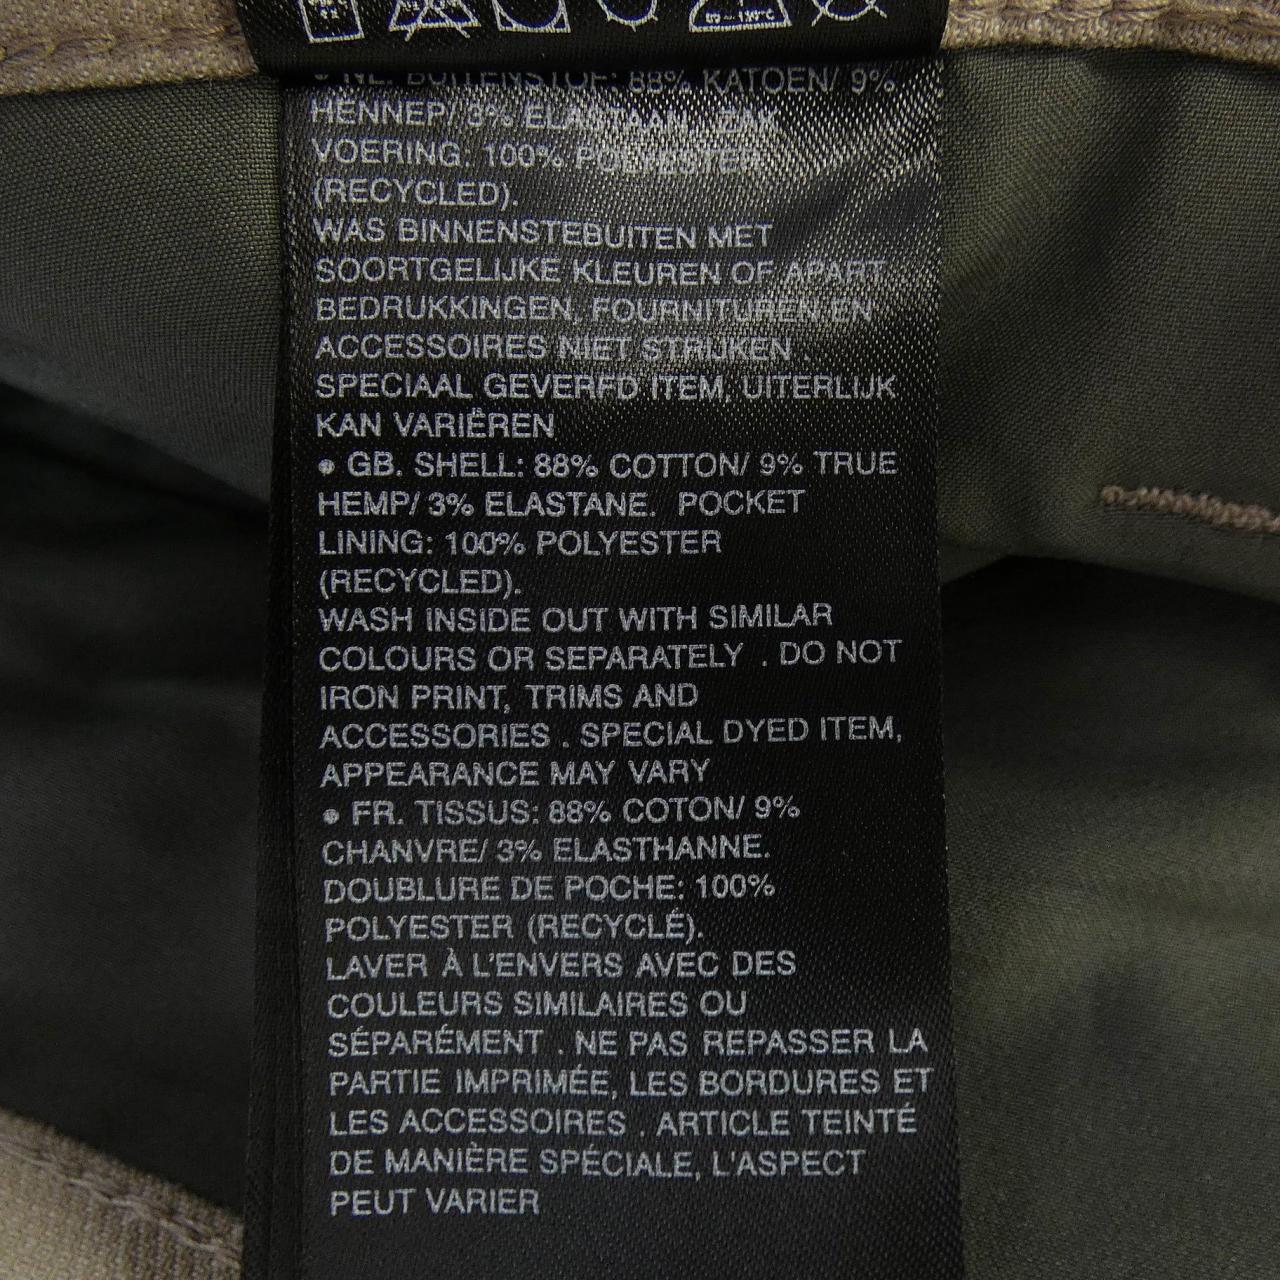 • NL. BUITENSTOF: 88% KATOEN/ 9%
HENNEP/ 3% ELASTAAN. ZAK
VOERING: 100% POLYESTER
(RECYCLED).
WAS BINNENSTEBUITEN MET
SOORTGELIJKE KLEUREN OF APART
BEDRUKKINGEN, FOURNITUREN EN
ACCESSOIRES NIET STRIJKEN .
SPECIAAL GEVERFD ITEM, UITERLIJK
KAN VARIËREN
• GB. SHELL: 88% COTTON/ 9% TRUE
HEMP/ 3% ELASTANE. POCKET
LINING: 100% POLYESTER
(RECYCLED).
WASH INSIDE OUT WITH SIMILAR
COLOURS OR SEPARATELY . DO NOT
IRON PRINT, TRIMS AND
ACCESSORIES . SPECIAL DYED ITEM,
APPEARANCE MAY VARY
• FR. TISSUS: 88% COTON/ 9%
CHANVRE/ 3% ELASTHANNE.
DOUBLURE DE POCHE: 100%
POLYESTER (RECYCLÉ).
LAVER À L'ENVERS AVEC DES
COULEURS SIMILAIRES OU
SÉPARÉMENT . NE PAS REPASSER LA
PARTIE IMPRIMÉE, LES BORDURES ET
LES ACCESSOIRES . ARTICLE TEINTÉ
DE MANIÈRE SPÉCIALE, L'ASPECT
PEUT VARIER